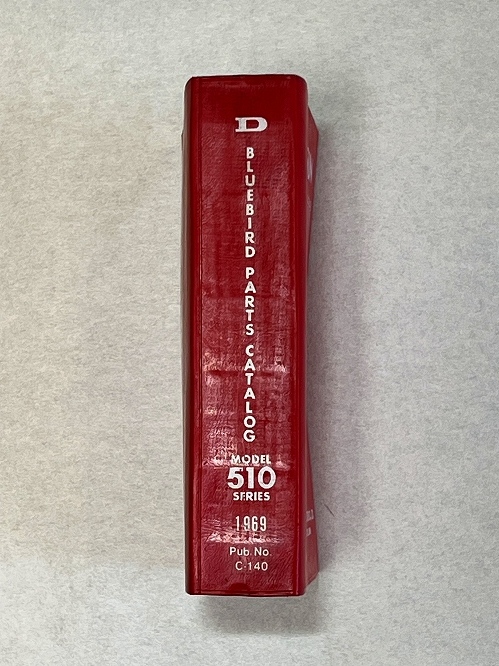 D
BLUEBIRD PARTS CATALOG
MODEL
510
SERIES
1969
Pub. No.
C-140